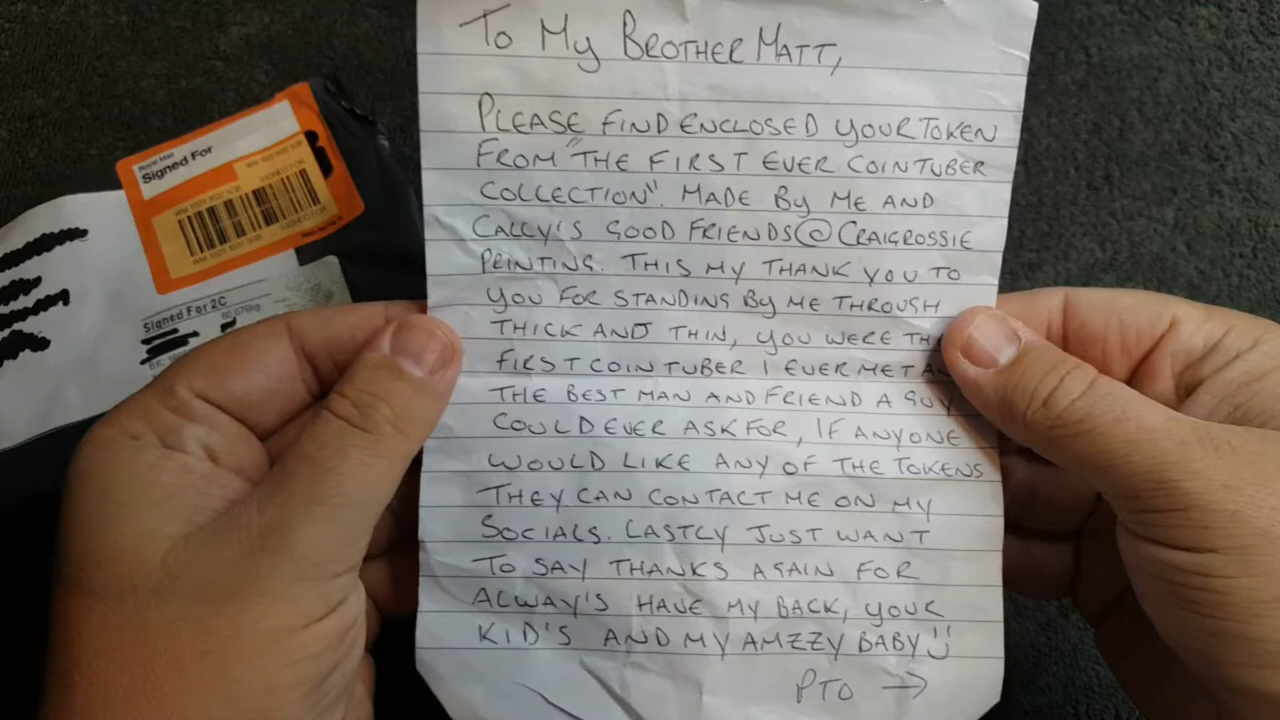 To My Brother Matt,
PLEASE FIND ENCLOSED YOUR TOKEN
FROM "THE FIRST EVER COINTUBER
COLLECTION". MADE BY ME AND
CALLY'S GOOD FRIENDS @ CRAIGROSSIE
PRINTING. THIS MY THANK YOU TO
YOU FOR STANDING BY ME THROUGH
THICK AND THIN, YOU WERE THE
FIRST COIN TUBER I EVER MET AN
THE BEST MAN AND FRIEND A GUY
COULD EVER ASK FOR, IF ANYONE
WOULD LIKE ANY OF THE TOKENS
THEY CAN CONTACT ME ON MY
SOCIALS. LASTLY JUST WANT
TO SAY THANKS AGAIN FOR
ALWAY'S HAVE MY BACK, YOUR
KID'S AND MY AMZZY BABY
PTO →
Royal Mail
Signed For
Signed For 2C